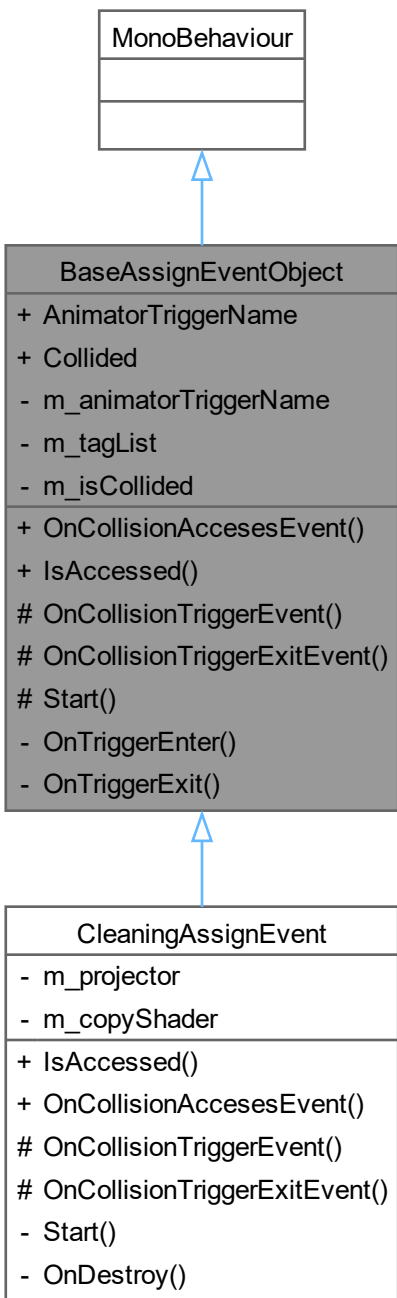 MonoBehaviour
BaseAssignEventObject
+ AnimatorTriggerName
+ Collided
- m_animatorTriggerName
- m_tagList
- m_isCollided
+ OnCollisionAccesesEvent()
+ IsAccessed()
# OnCollisionTriggerEvent()
# OnCollisionTriggerExitEvent()
# Start()
- OnTriggerEnter()
- OnTriggerExit()
CleaningAssignEvent
- m_projector
- m_copyShader
+ IsAccessed()
+ OnCollisionAccesesEvent()
# OnCollisionTriggerEvent()
# OnCollisionTriggerExitEvent()
- Start()
- OnDestroy()